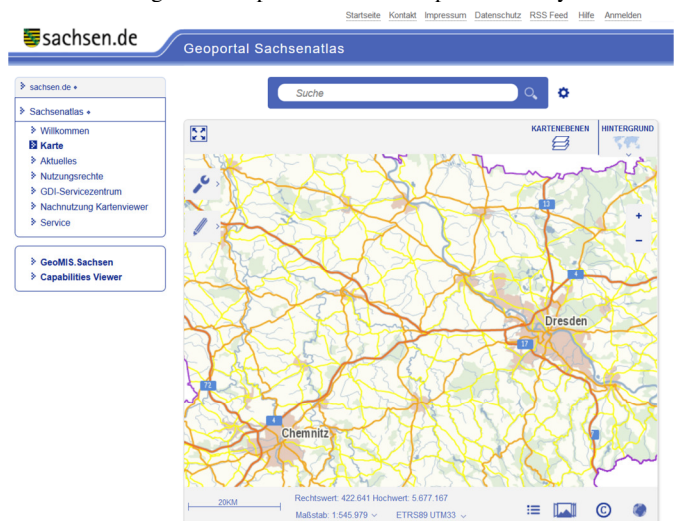 Startseite Kontakt Impressum Datenschutz RSS Feed Hilfe Anmelden
sachsen.de
Geoportal Sachsenatlas
sachsen.de
Sachsenatlas
Willkommen
Karte
Aktuelles
Nutzungsrechte
GDI-Servicezentrum
Nachnutzung Kartenviewer
Service
GeoMIS.Sachsen
Capabilities Viewer
Suche
KARTENEBENEN
HINTERGRUND
13
+
-
4
Dresden
17
72
4
Chemnitz
7
20KM
Rechtswert: 422.641 Hochwert: 5.677.167
Maßstab: 1:545.979
ETRS89 UTM33
©